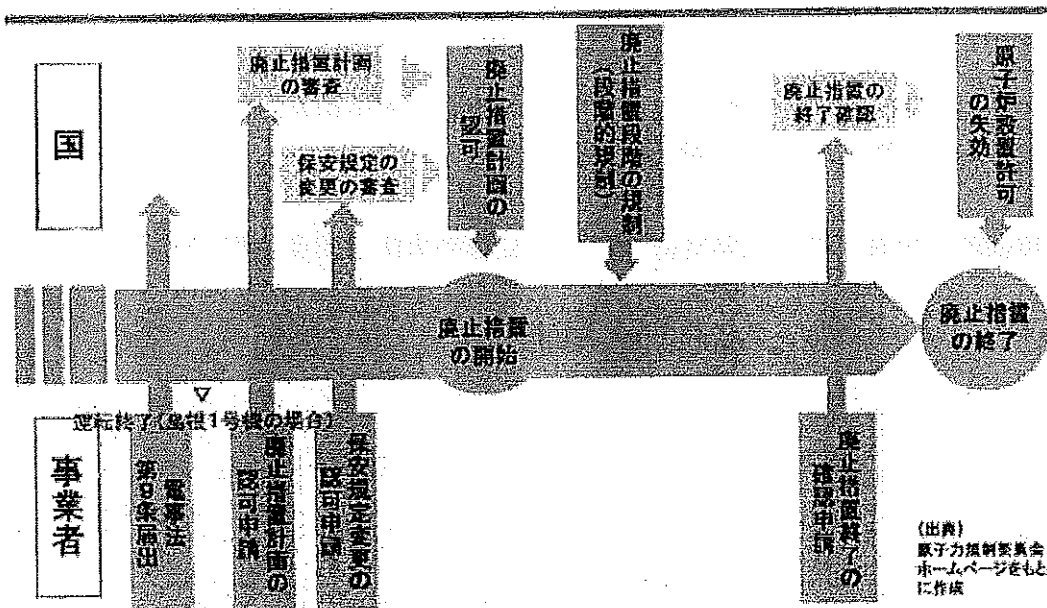 国
廃止措置計画
の審査
保安規定の
変更の審査
廃止措置計画の
認可
廃止措置段階の規制
(段階的規制)
廃止措置の
終了確認
原子炉設置許可
の失効
廃止措置
の開始
廃止措置
の終了
▽
運転終了(島根1号機の場合)
事業者
電事法
第9条届出
廃止措置計画の
認可申請
保安規定変更の
認可申請
廃止措置終了の
確認申請
(出典)
原子力規制委員会
ホームページをもと
に作成